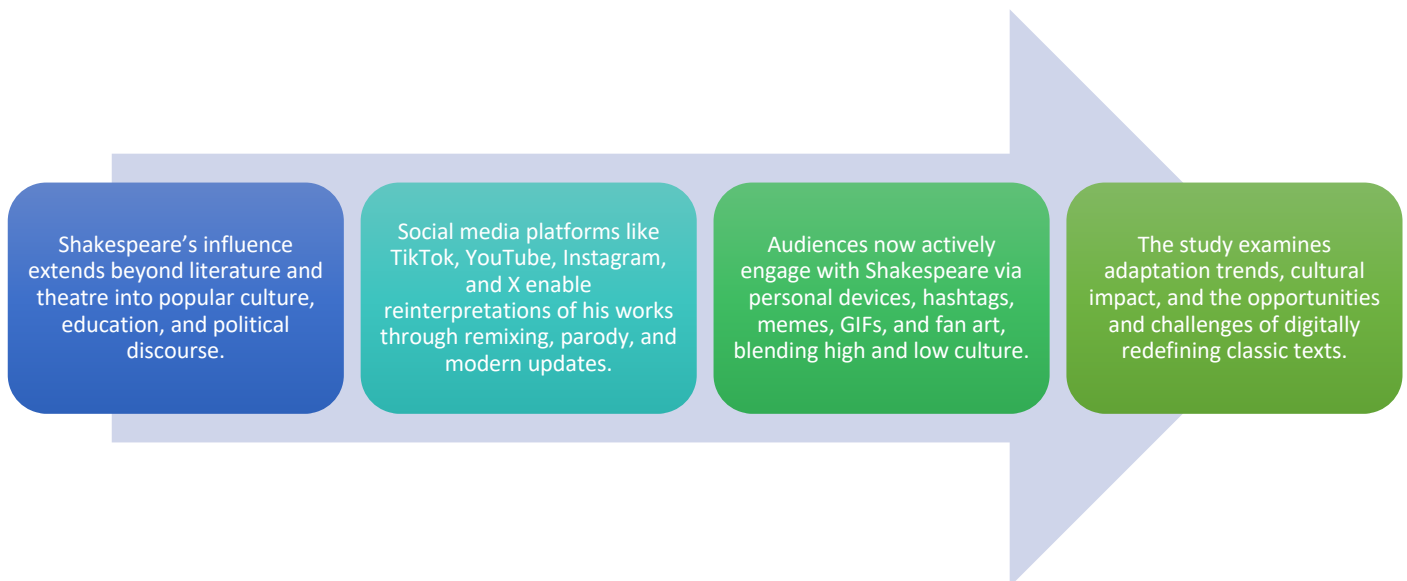 Shakespeare’s influence
extends beyond literature and
theatre into popular culture,
education, and political
discourse.
Social media platforms like
TikTok, YouTube, Instagram,
and X enable
reinterpretations of his works
through remixing, parody, and
modern updates.
Audiences now actively
engage with Shakespeare via
personal devices, hashtags,
memes, GIFs, and fan art,
blending high and low culture.
The study examines
adaptation trends, cultural
impact, and the opportunities
and challenges of digitally
redefining classic texts.